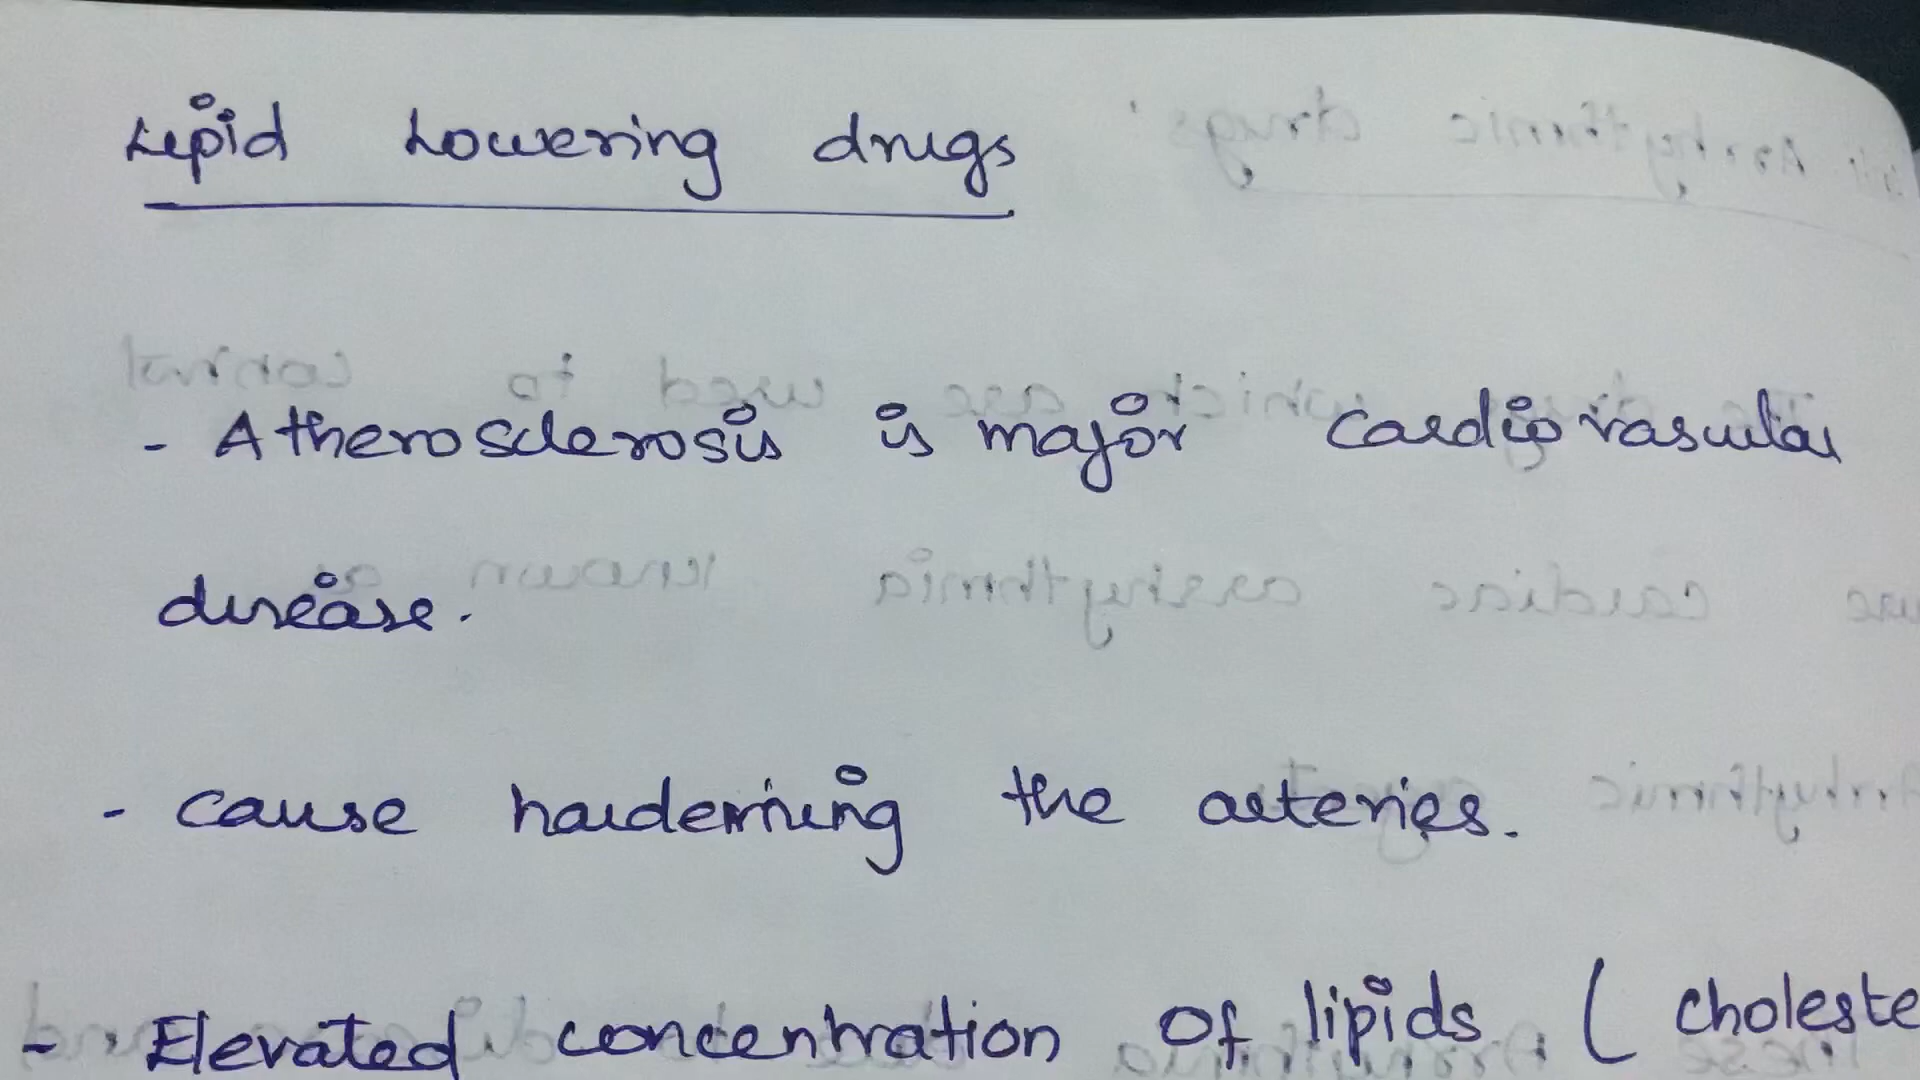 Lipid Lowering drugs
- Atherosclerosis is major cardiovascular
disease.
- cause hardening the arteries.
- Elevated concentration of lipids. ( choleste